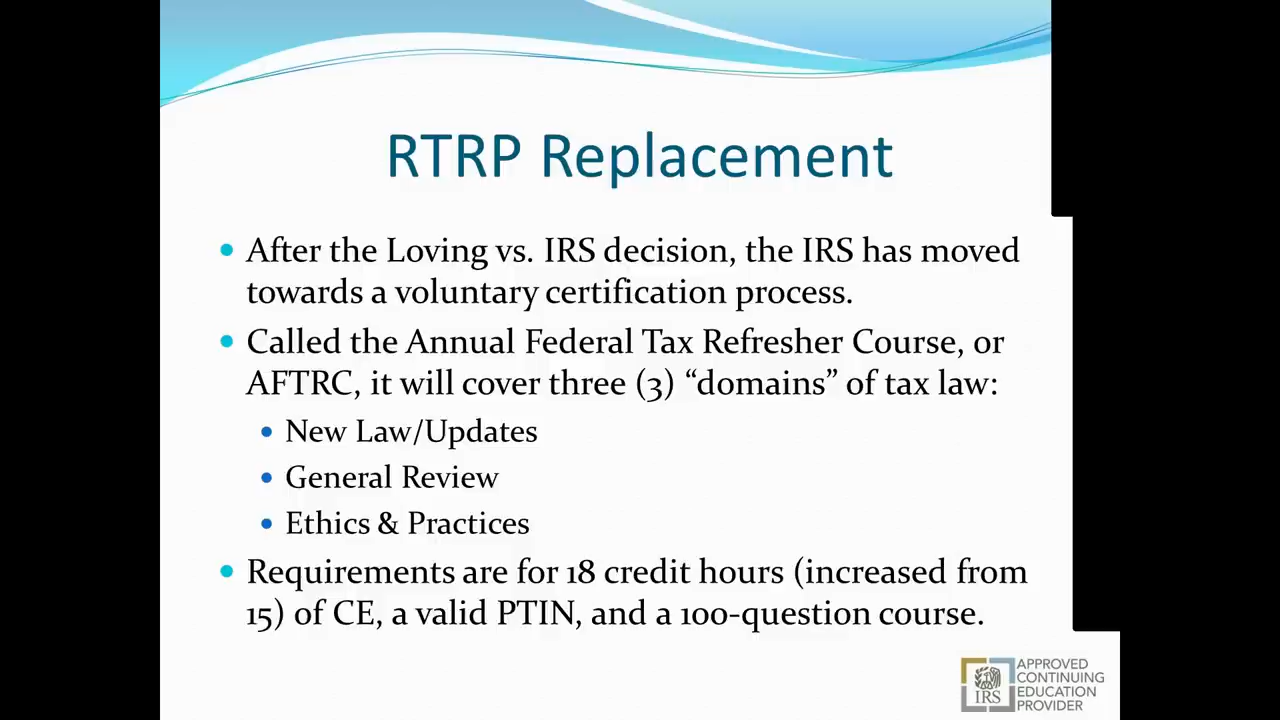 RTRP Replacement
• After the Loving vs. IRS decision, the IRS has moved
towards a voluntary certification process.
• Called the Annual Federal Tax Refresher Course, or
AFTRC, it will cover three (3) “domains” of tax law:
• New Law/Updates
• General Review
• Ethics & Practices
• Requirements are for 18 credit hours (increased from
15) of CE, a valid PTIN, and a 100-question course.
APPROVED
CONTINUING
EDUCATION
PROVIDER
IRS